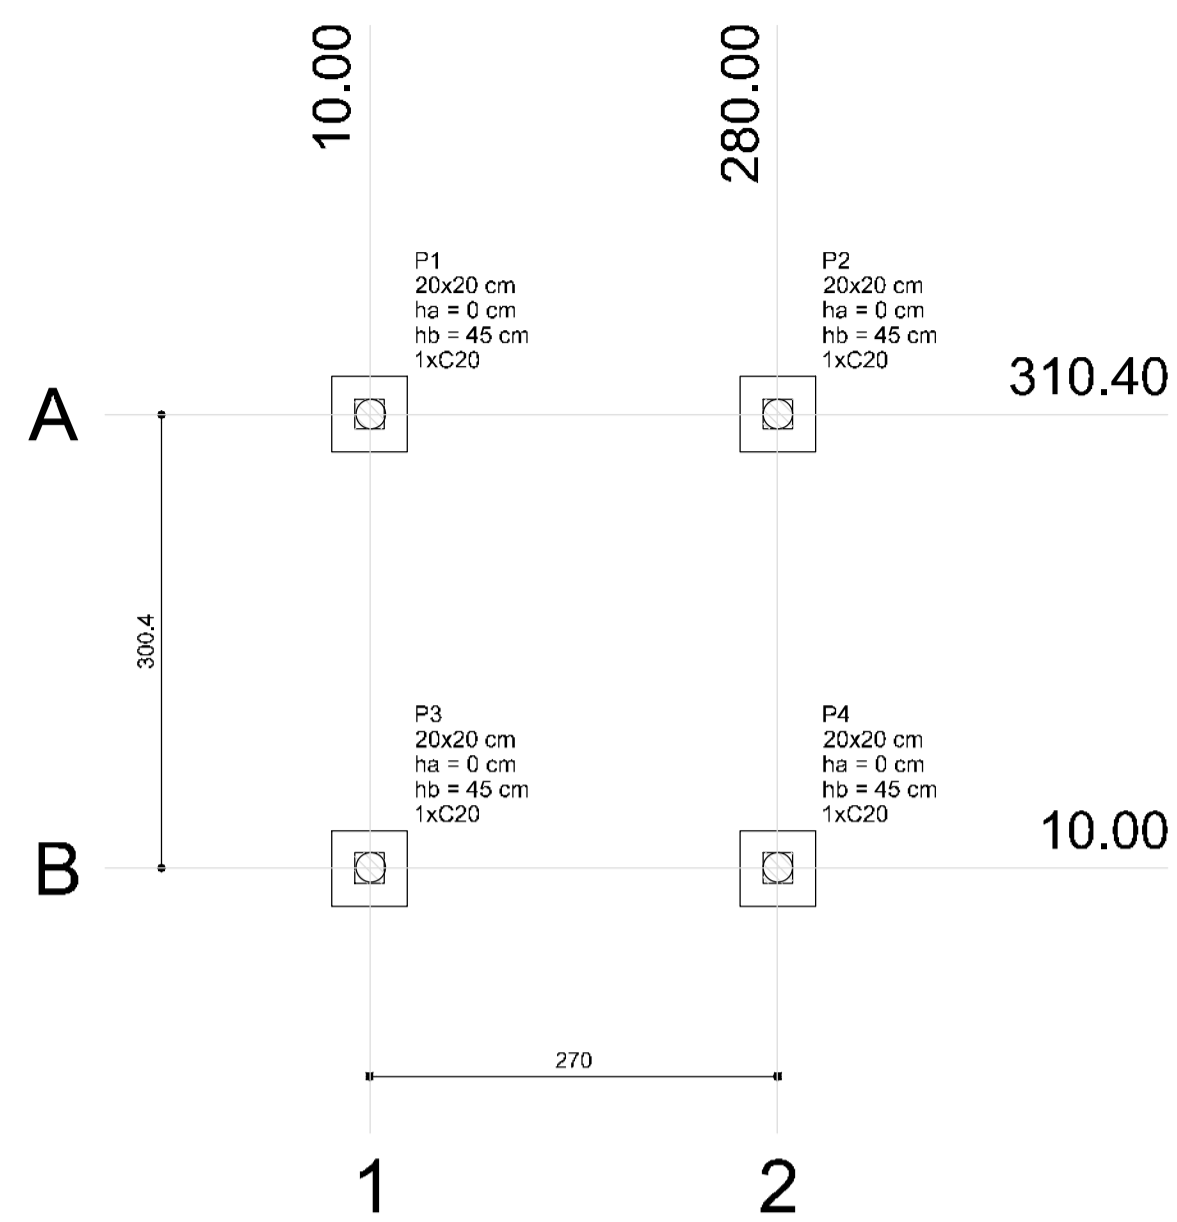 10.00
280.00
P1
20x20 cm
ha = 0 cm
hb = 45 cm
1xC20
P2
20x20 cm
ha = 0 cm
hb = 45 cm
1xC20
310.40
A
300.4
P3
20x20 cm
ha = 0 cm
hb = 45 cm
1xC20
P4
20x20 cm
ha = 0 cm
hb = 45 cm
1xC20
10.00
B
270
1
2